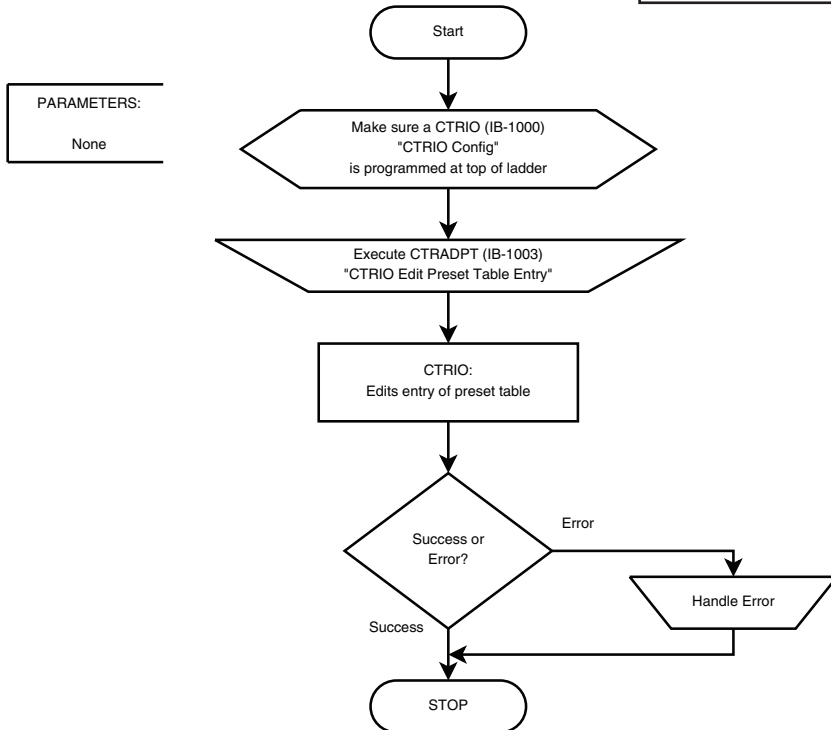 Start
PARAMETERS:
None
Make sure a CTRIO (IB-1000)
"CTRIO Config"
is programmed at top of ladder
Execute CTRADPT (IB-1003)
"CTRIO Edit Preset Table Entry"
CTRIO:
Edits entry of preset table
Success or
Error?
Error
Handle Error
Success
STOP